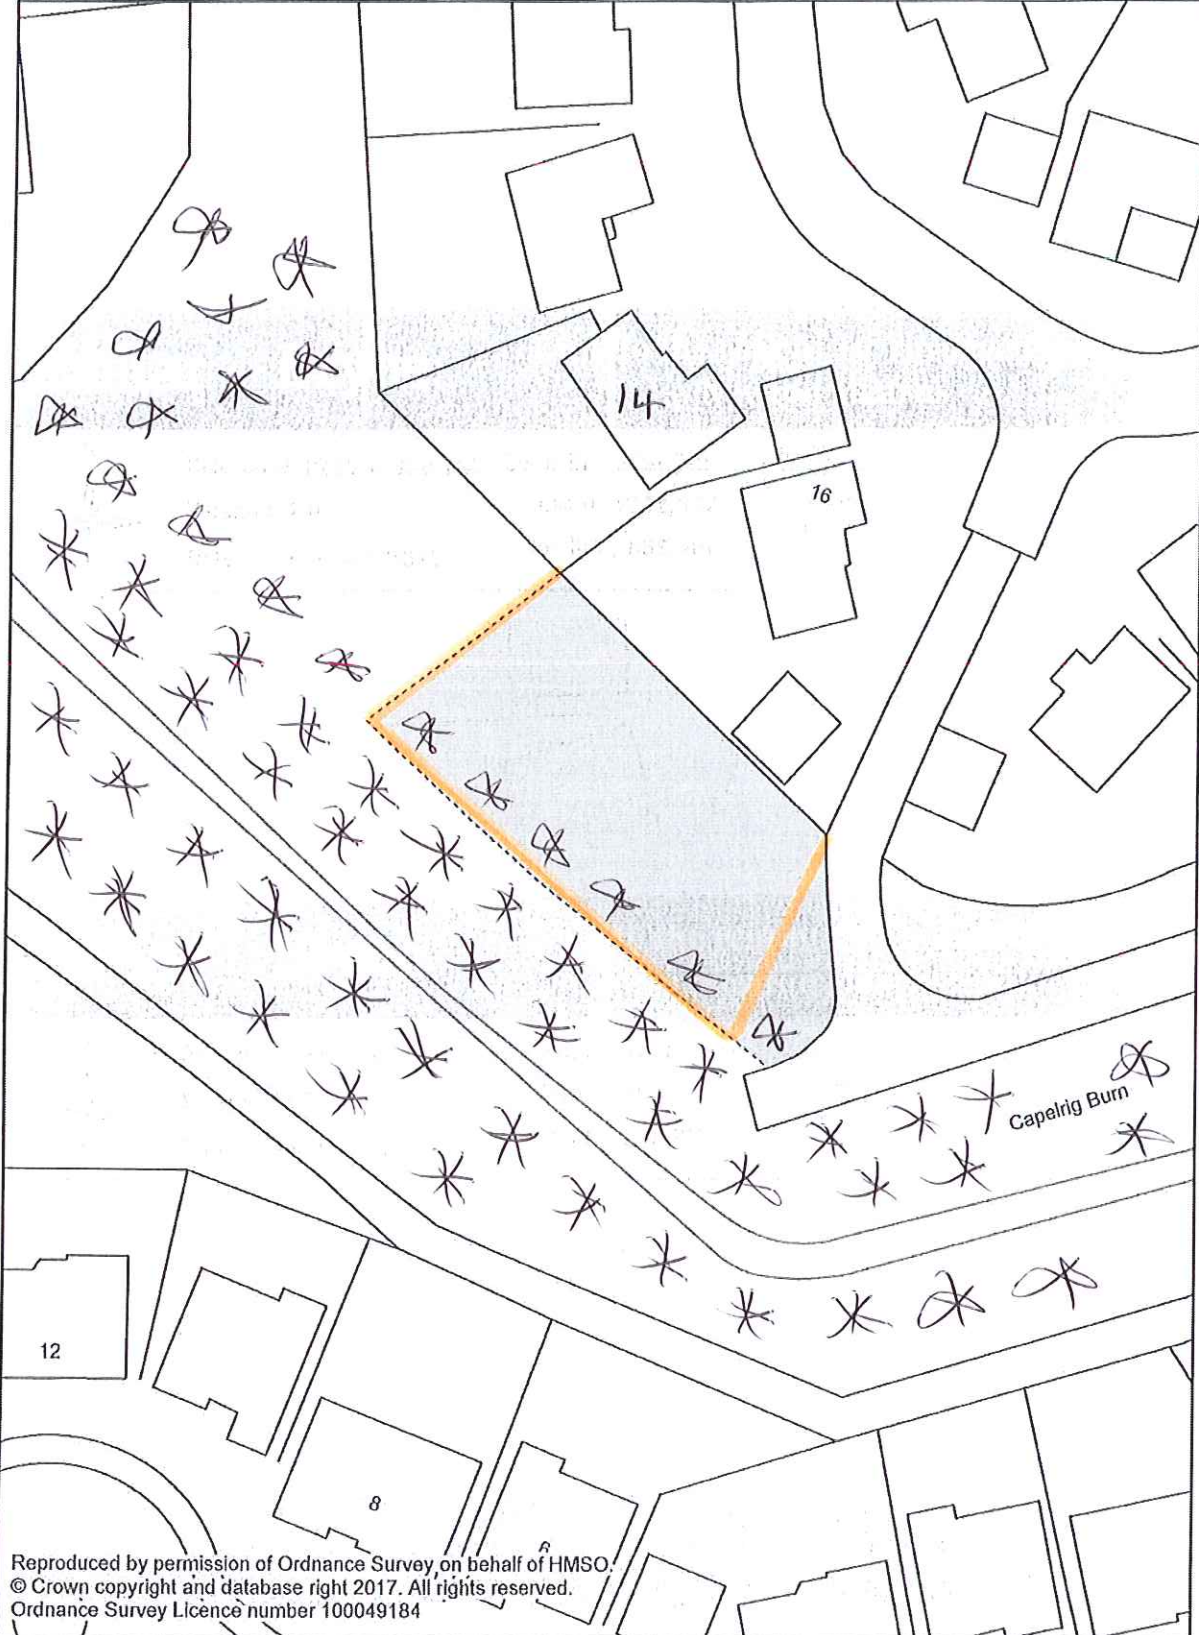 14
16
Capelrig Burn
12
8
6
Reproduced by permission of Ordnance Survey on behalf of HMSO.
© Crown copyright and database right 2017. All rights reserved.
Ordnance Survey Licence number 100049184